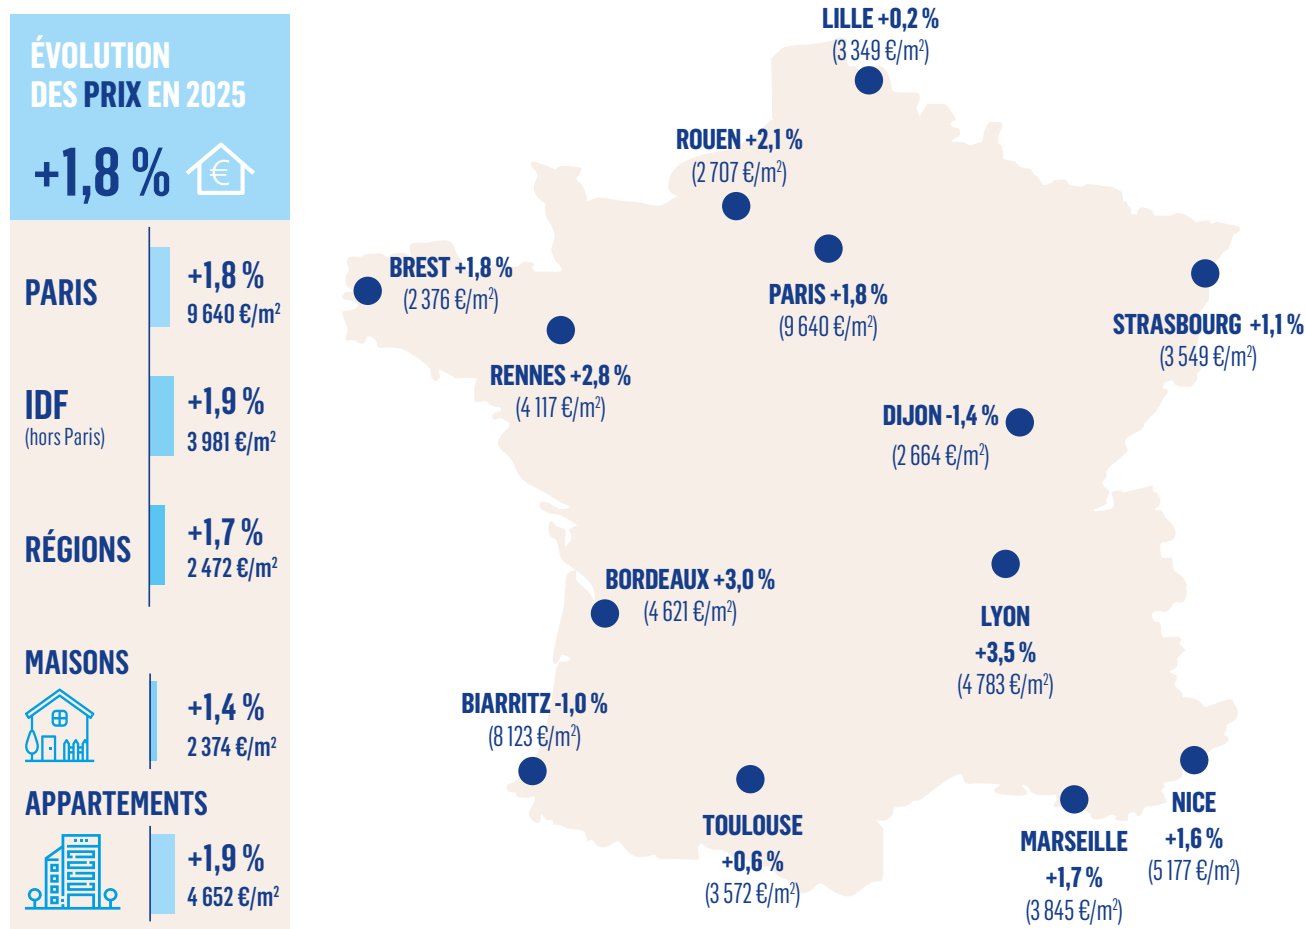 ÉVOLUTION
DES PRIX EN 2025
+1,8 %
€
PARIS
+1,8 %
9 640 €/m²
IDF
(hors Paris)
+1,9 %
3 981 €/m²
RÉGIONS
+1,7 %
2 472 €/m²
MAISONS
+1,4 %
2 374 €/m²
APPARTEMENTS
+1,9 %
4 652 €/m²
LILLE +0,2 %
(3 349 €/m²)
ROUEN +2,1 %
(2 707 €/m²)
BREST +1,8 %
(2 376 €/m²)
PARIS +1,8 %
(9 640 €/m²)
STRASBOURG +1,1 %
(3 549 €/m²)
RENNES +2,8 %
(4 117 €/m²)
DIJON -1,4 %
(2 664 €/m²)
BORDEAUX +3,0 %
(4 621 €/m²)
LYON
+3,5 %
(4 783 €/m²)
BIARRITZ -1,0 %
(8 123 €/m²)
TOULOUSE
+0,6 %
(3 572 €/m²)
MARSEILLE
+1,7 %
(3 845 €/m²)
NICE
+1,6 %
(5 177 €/m²)